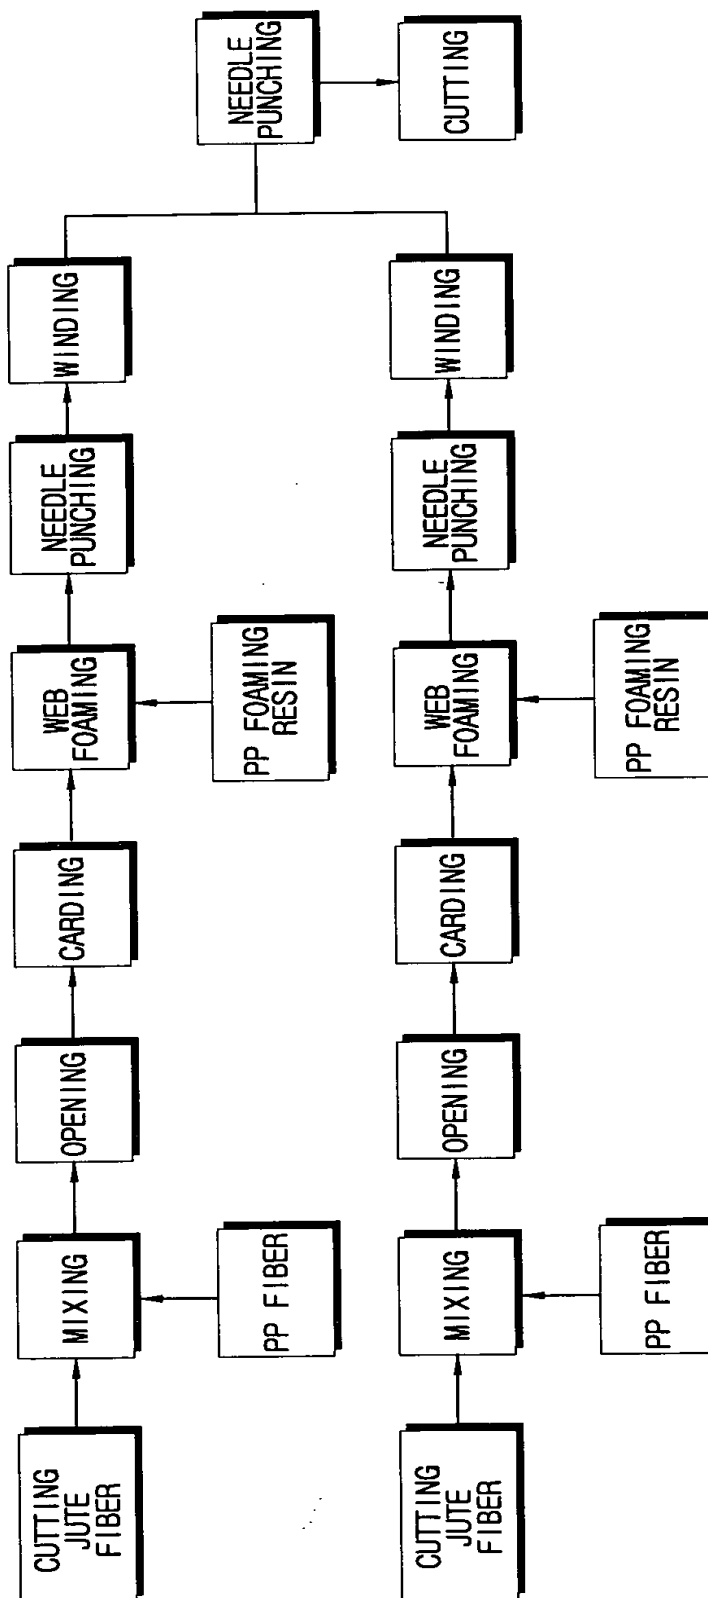 CUTTING
JUTE
FIBER
MIXING
OPENING
CARDING
WEB
FOAMING
NEEDLE
PUNCHING
WINDING
PP FIBER
PP FOAMING
RESIN
NEEDLE
PUNCHING
CUTTING
CUTTING
JUTE
FIBER
MIXING
OPENING
CARDING
WEB
FOAMING
NEEDLE
PUNCHING
WINDING
PP FIBER
PP FOAMING
RESIN